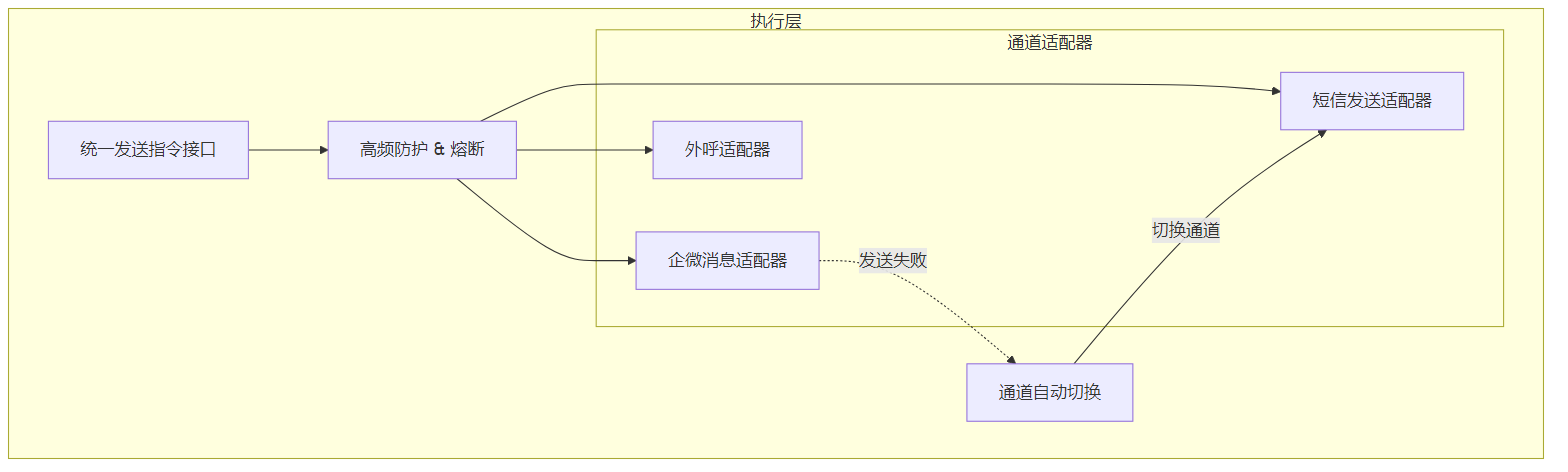 执行层
通道适配器
短信发送适配器
统一发送指令接口
高频防护 & 熔断
外呼适配器
切换通道
企微消息适配器
发送失败
通道自动切换